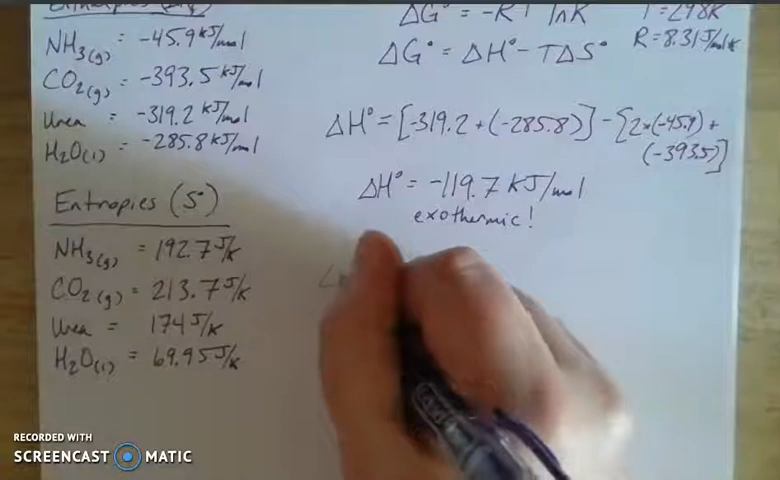 Enthalpies
NH₃(g) = -45.9 KJ/mol
CO₂(g) = -393.5 KJ/mol
Urea = -319.2 KJ/mol
H₂O(l) = -285.8 KJ/mol
Entropies (S°)
NH₃(g) = 192.7 J/K
CO₂(g) = 213.7 J/K
Urea = 174 J/K
H₂O(l) = 69.95 J/K
ΔG° = -RT lnK
T = 298K
R = 8.31 J/mol·K
ΔG° = ΔH° - TΔS°
ΔH° = [-319.2 + (-285.8)] - [2×(-45.9) +
(-393.5)]
ΔH° = -119.7 KJ/mol
exothermic!
RECORDED WITH
SCREENCAST MATIC